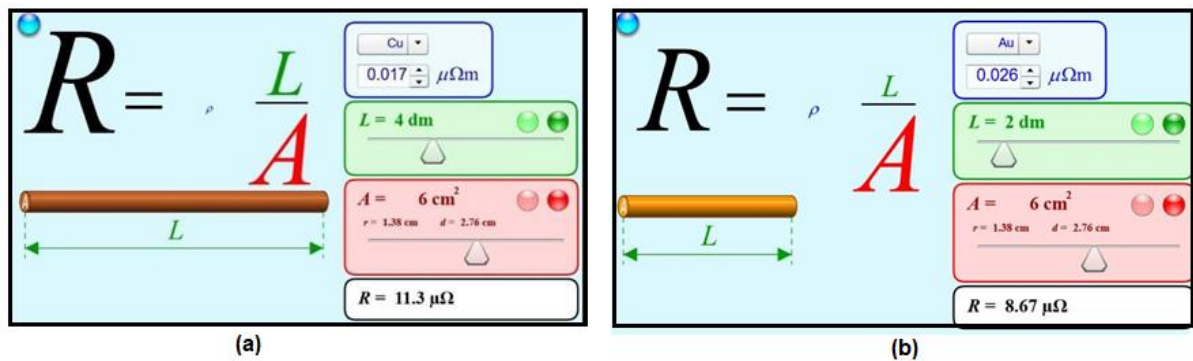 R = ρ L
A
Cu
0.017 μΩm
L = 4 dm
A = 6 cm²
r = 1.38 cm d = 2.76 cm
R = 11.3 μΩ
A
L
(a)
R = ρ L
A
Au
0.026 μΩm
L = 2 dm
A = 6 cm²
r = 1.38 cm d = 2.76 cm
R = 8.67 μΩ
A
L
(b)